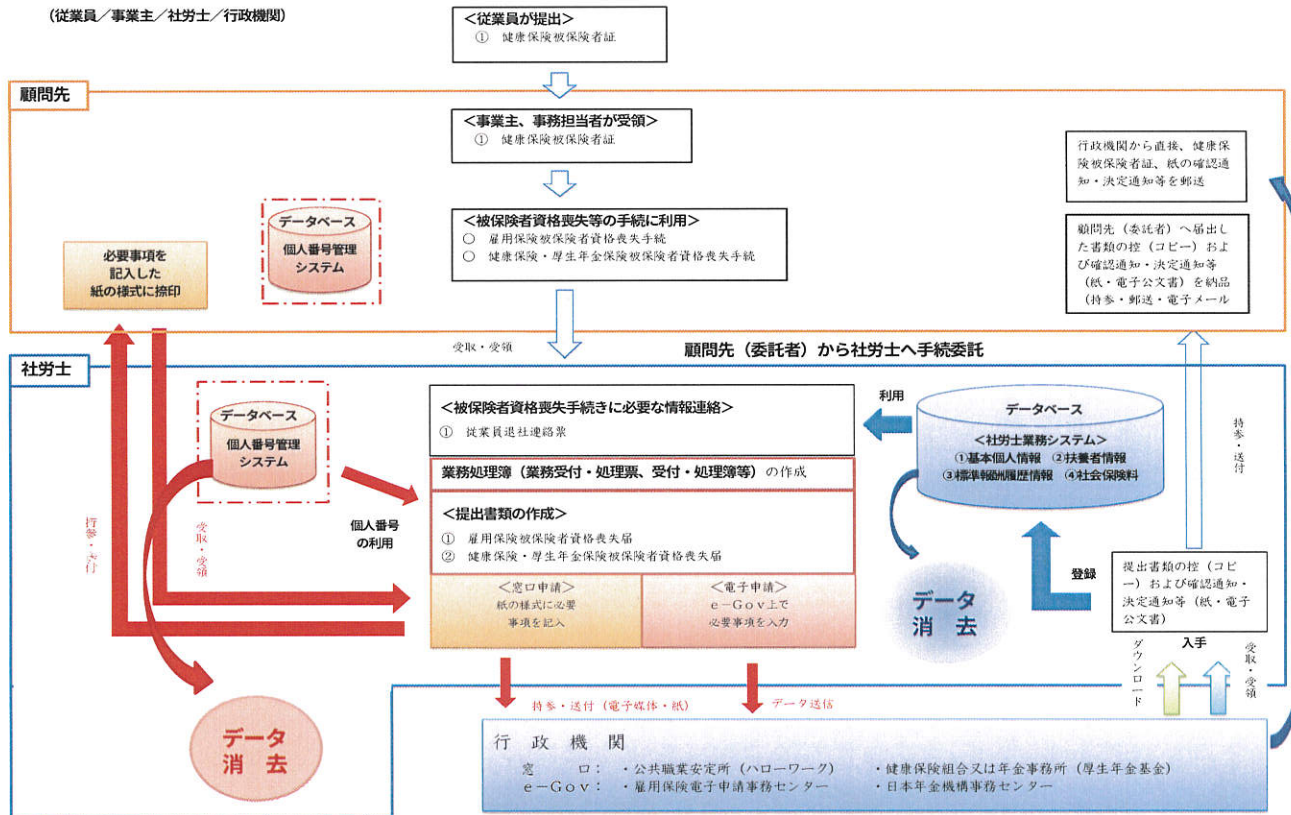 (従業員／事業主／社労士／行政機関)
＜従業員が提出＞
① 健康保険被保険者証
顧問先
＜事業主、事務担当者が受領＞
① 健康保険被保険者証
行政機関から直接、健康保
険被保険者証、紙の確認通
知・決定通知等を郵送
データベース
個人番号管理
システム
＜被保険者資格喪失等の手続に利用＞
○ 雇用保険被保険者資格喪失手続
○ 健康保険・厚生年金保険被保険者資格喪失手続
必要事項を
記入した
紙の様式に捺印
顧問先（委託者）へ届出し
た書類の控（コピー）およ
び確認通知・決定通知等
（紙・電子公文書）を納品
（持参・郵送・電子メール
受取・受領
顧問先（委託者）から社労士へ手続委託
社労士
データベース
個人番号管理
システム
＜被保険者資格喪失手続きに必要な情報連絡＞
① 従業員退社連絡票
利用
データベース
＜社労士業務システム＞
①基本個人情報 ②扶養者情報
③標準報酬履歴情報 ④社会保険料
持参・送付
業務処理簿（業務受付・処理票、受付・処理簿等）の作成
＜提出書類の作成＞
① 雇用保険被保険者資格喪失届
② 健康保険・厚生年金保険被保険者資格喪失届
個人番号
の利用
持参・送付
受取・受領
＜窓口申請＞
紙の様式に必要
事項を記入
＜電子申請＞
e－Gov上で
必要事項を入力
データ
消去
登録
提出書類の控（コピ
ー）および確認通知・
決定通知等（紙・電子
公文書）
入手
ダウンロード
受取・受領
持参・送付（電子媒体・紙）
データ送信
データ
消去
行政機関
窓　口： ・公共職業安定所（ハローワーク） ・健康保険組合又は年金事務所（厚生年金基金）
e－Gov： ・雇用保険電子申請事務センター ・日本年金機構事務センター